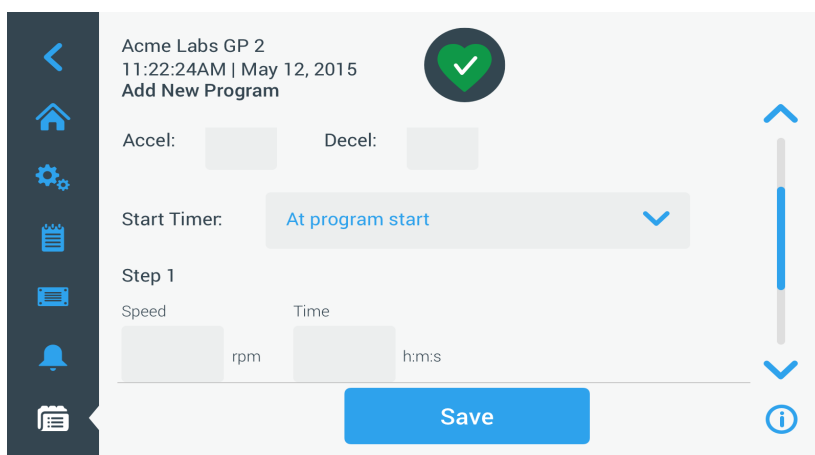 Acme Labs GP 2
11:22:24AM | May 12, 2015
Add New Program
Accel: Decel:
Start Timer: At program start
Step 1
Speed Time
rpm h:m:s
Save